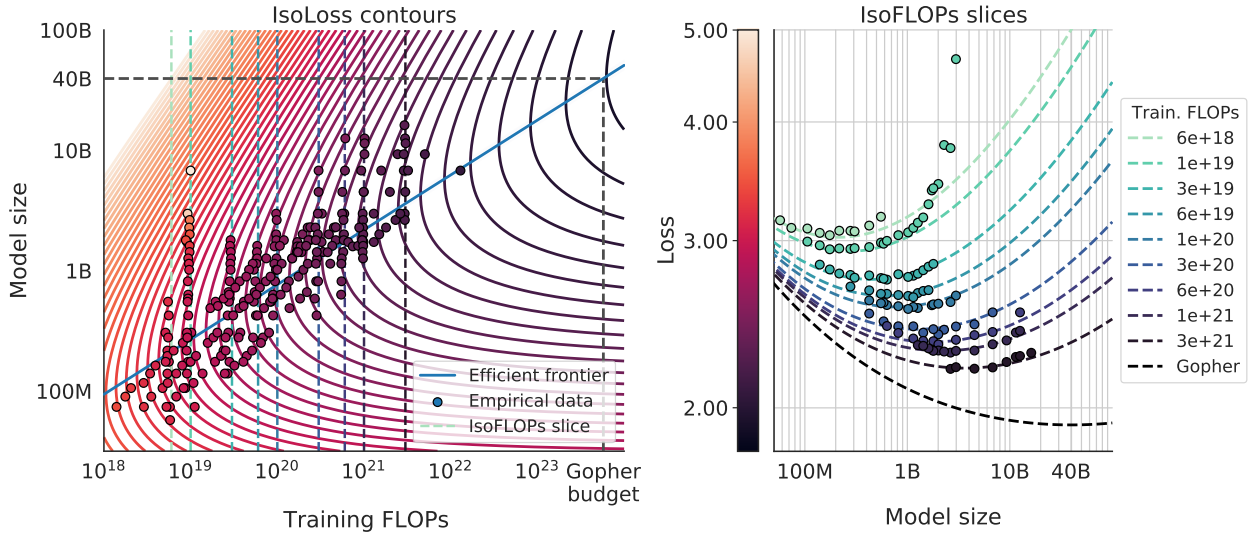 IsoLoss contours
100B
40B
10B
1B
100M
Model size
10^18
10^19
10^20
10^21
10^22
10^23
Gopher
budget
Training FLOPs
Efficient frontier
Empirical data
IsoFLOPs slice
IsoFLOPs slices
5.00
4.00
3.00
2.00
Loss
100M
1B
10B
40B
Model size
Train. FLOPs
6e+18
1e+19
3e+19
6e+19
1e+20
3e+20
6e+20
1e+21
3e+21
Gopher